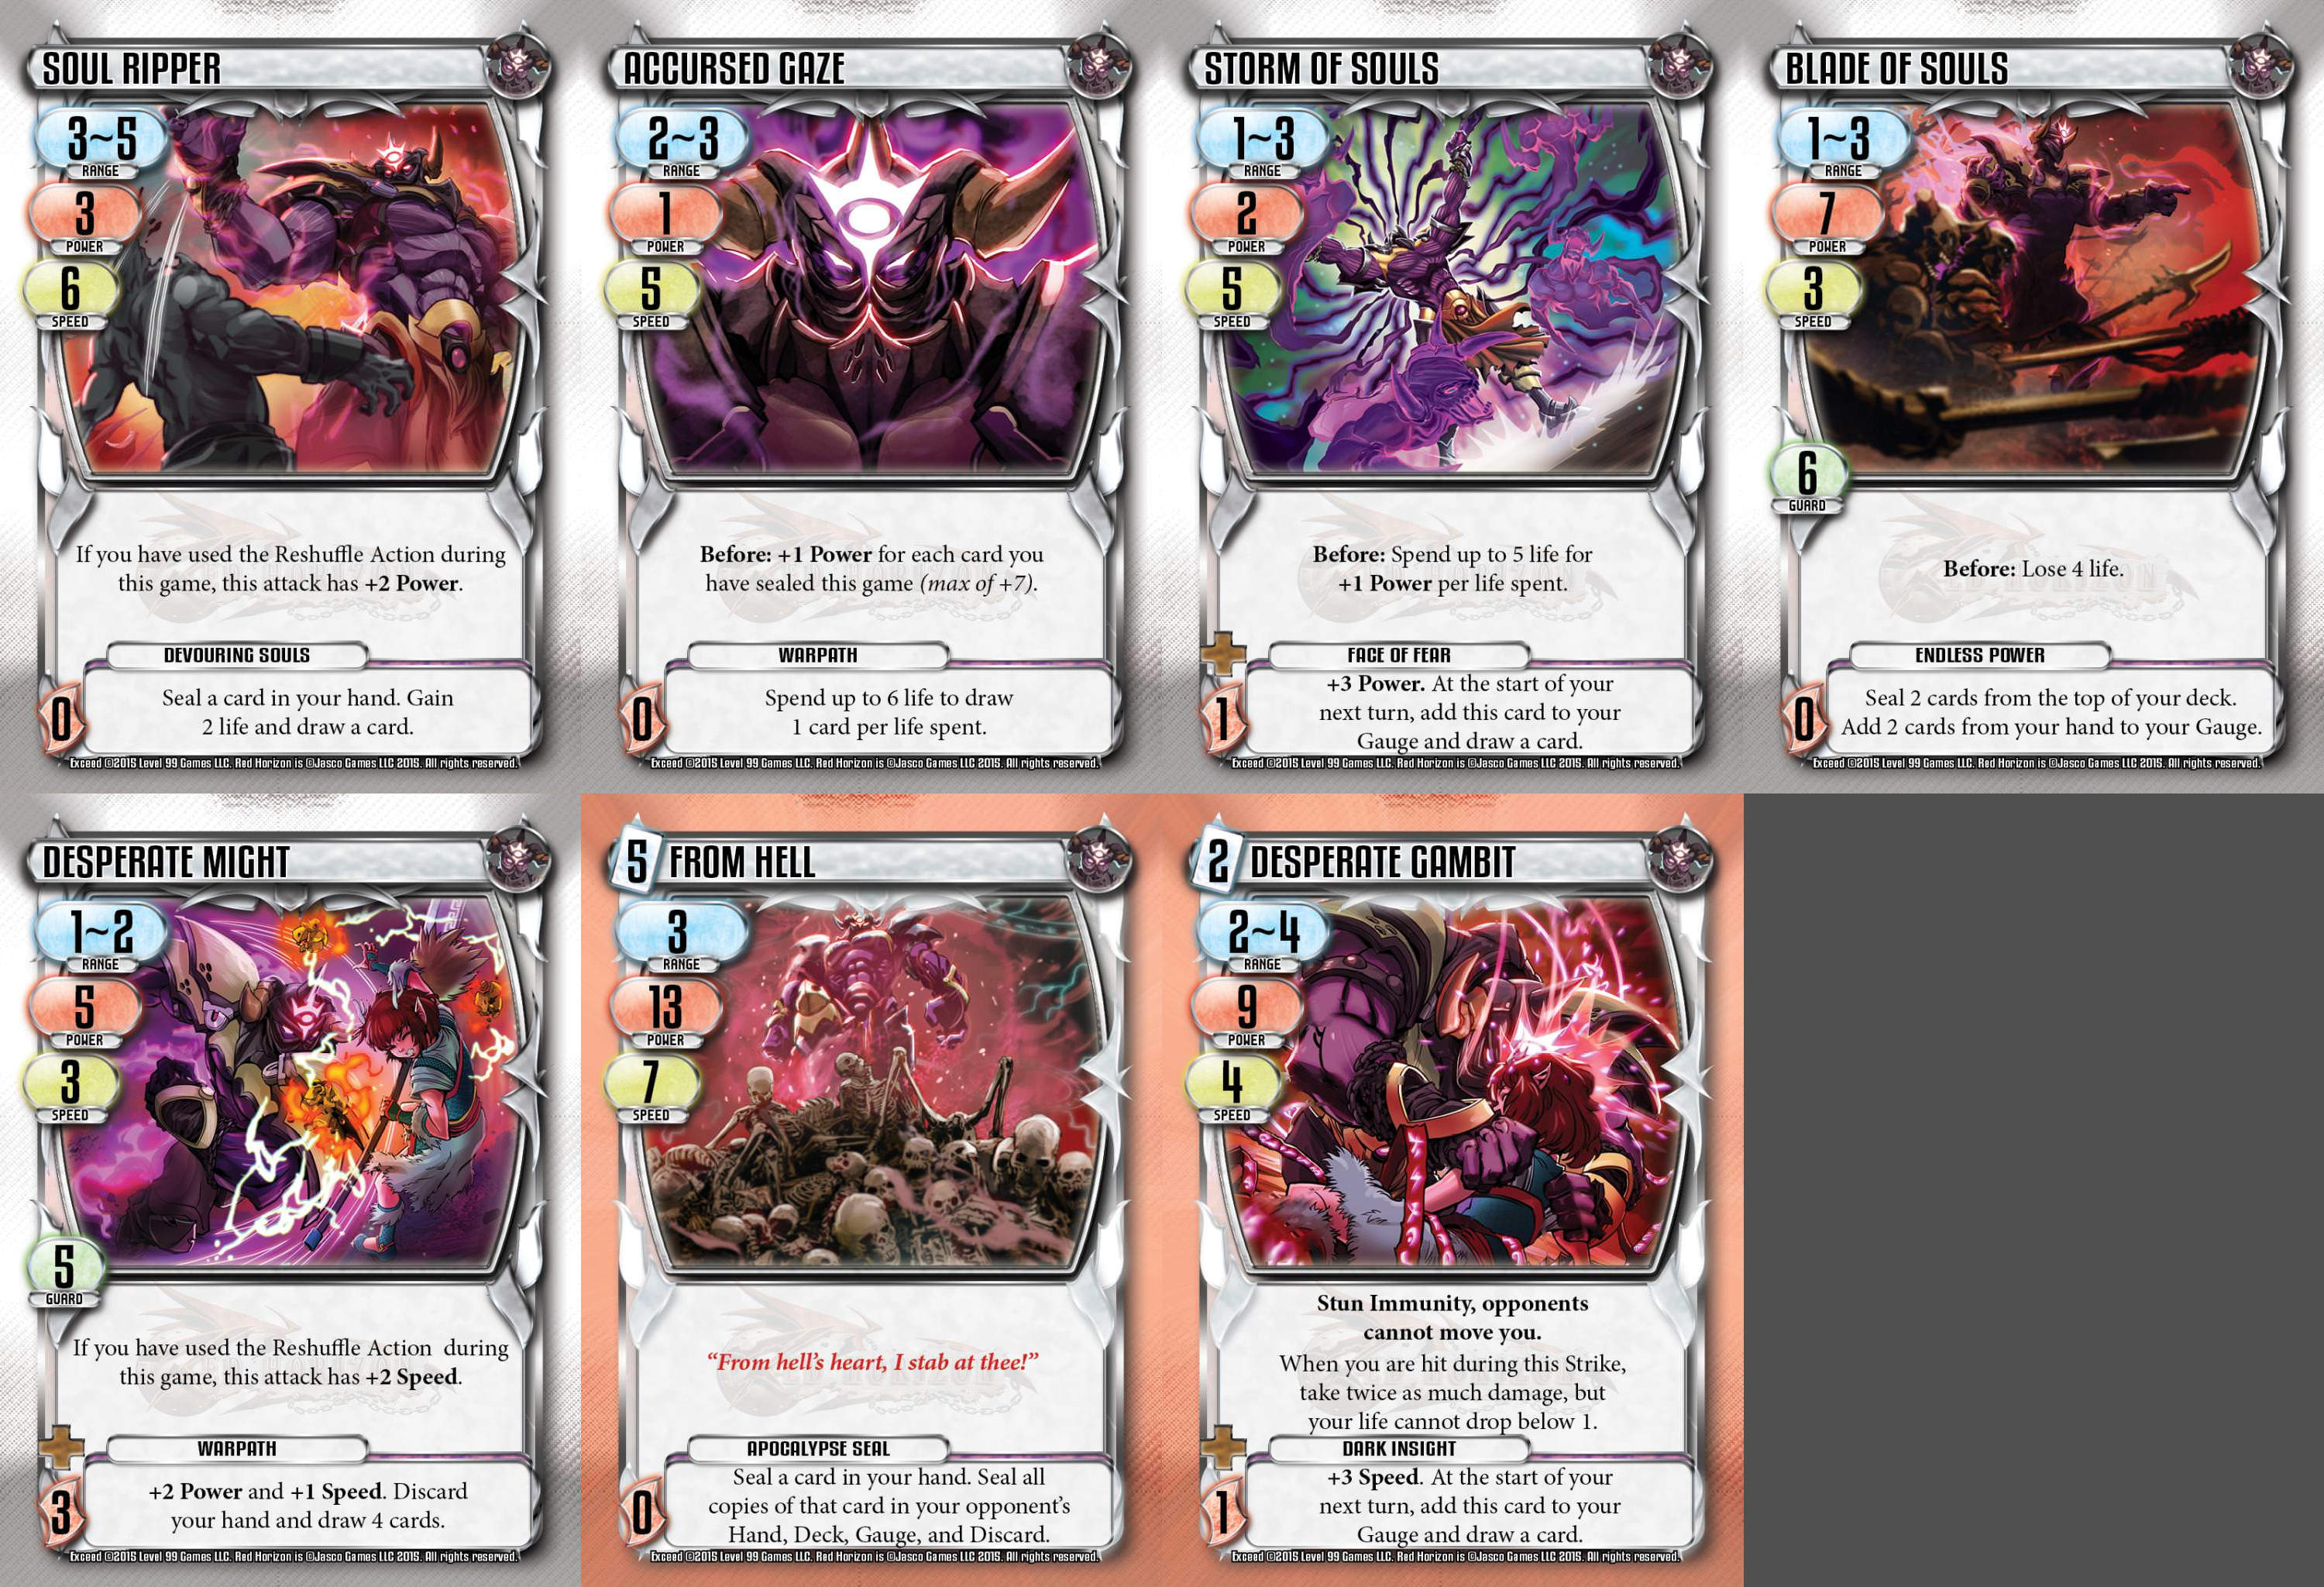 SOUL RIPPER
3~5
RANGE
3
POWER
6
SPEED
If you have used the Reshuffle Action during
this game, this attack has +2 Power.
DEVOURING SOULS
0
Seal a card in your hand. Gain
2 life and draw a card.
Exceed ©2015 Level 99 Games LLC. Red Horizon is ©Jasco Games LLC 2015. All rights reserved.
ACCURSED GAZE
2~3
RANGE
1
POWER
5
SPEED
Before: +1 Power for each card you
have sealed this game (max of +7).
WARPATH
0
Spend up to 6 life to draw
1 card per life spent.
Exceed ©2015 Level 99 Games LLC. Red Horizon is ©Jasco Games LLC 2015. All rights reserved.
STORM OF SOULS
1~3
RANGE
2
POWER
5
SPEED
Before: Spend up to 5 life for
+1 Power per life spent.
FACE OF FEAR
1
+3 Power. At the start of your
next turn, add this card to your
Gauge and draw a card.
Exceed ©2015 Level 99 Games LLC. Red Horizon is ©Jasco Games LLC 2015. All rights reserved.
BLADE OF SOULS
1~3
RANGE
7
POWER
3
SPEED
6
GUARD
Before: Lose 4 life.
ENDLESS POWER
0
Seal 2 cards from the top of your deck.
Add 2 cards from your hand to your Gauge.
Exceed ©2015 Level 99 Games LLC. Red Horizon is ©Jasco Games LLC 2015. All rights reserved.
DESPERATE MIGHT
1~2
RANGE
5
POWER
3
SPEED
5
GUARD
If you have used the Reshuffle Action during
this game, this attack has +2 Speed.
WARPATH
3
+2 Power and +1 Speed. Discard
your hand and draw 4 cards.
Exceed ©2015 Level 99 Games LLC. Red Horizon is ©Jasco Games LLC 2015. All rights reserved.
5 FROM HELL
3
RANGE
13
POWER
7
SPEED
“From hell’s heart, I stab at thee!”
APOCALYPSE SEAL
0
Seal a card in your hand. Seal all
copies of that card in your opponent’s
Hand, Deck, Gauge, and Discard.
Exceed ©2015 Level 99 Games LLC. Red Horizon is ©Jasco Games LLC 2015. All rights reserved.
2 DESPERATE GAMBIT
2~4
RANGE
9
POWER
4
SPEED
Stun Immunity, opponents
cannot move you.
When you are hit during this Strike,
take twice as much damage, but
your life cannot drop below 1.
DARK INSIGHT
1
+3 Speed. At the start of your
next turn, add this card to your
Gauge and draw a card.
Exceed ©2015 Level 99 Games LLC. Red Horizon is ©Jasco Games LLC 2015. All rights reserved.